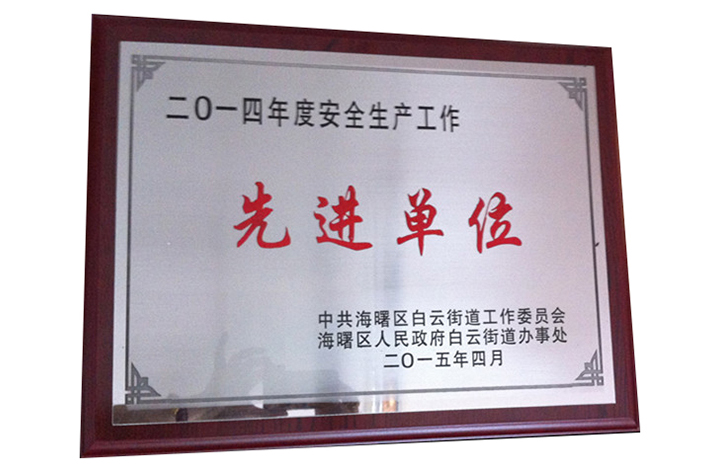 二〇一四年度安全生产工作
先进单位
中共海曙区白云街道工作委员会
海曙区人民政府白云街道办事处
二〇一五年四月